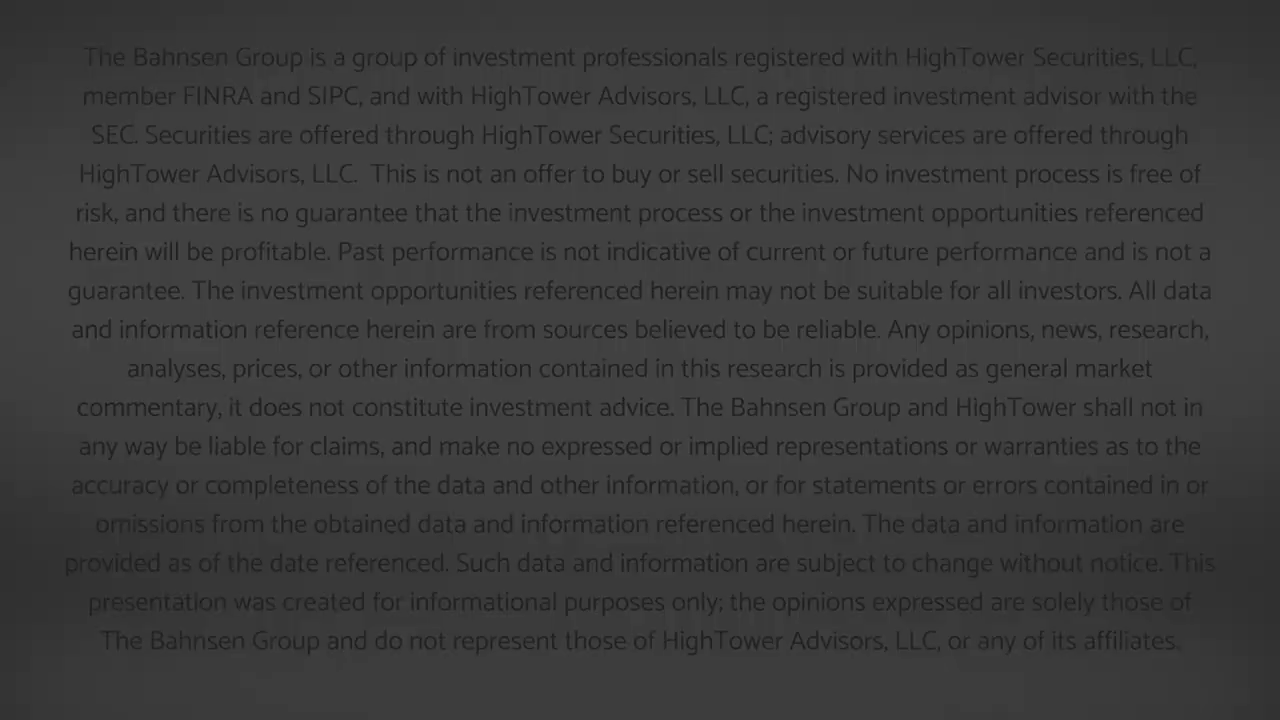 The Bahnsen Group is a group of investment professionals registered with HighTower Securities, LLC,
member FINRA and SIPC, and with HighTower Advisors, LLC, a registered investment advisor with the
SEC. Securities are offered through HighTower Securities, LLC; advisory services are offered through
HighTower Advisors, LLC.  This is not an offer to buy or sell securities. No investment process is free of
risk, and there is no guarantee that the investment process or the investment opportunities referenced
herein will be profitable. Past performance is not indicative of current or future performance and is not a
guarantee. The investment opportunities referenced herein may not be suitable for all investors. All data
and information reference herein are from sources believed to be reliable. Any opinions, news, research,
analyses, prices, or other information contained in this research is provided as general market
commentary, it does not constitute investment advice. The Bahnsen Group and HighTower shall not in
any way be liable for claims, and make no expressed or implied representations or warranties as to the
accuracy or completeness of the data and other information, or for statements or errors contained in or
omissions from the obtained data and information referenced herein. The data and information are
provided as of the date referenced. Such data and information are subject to change without notice. This
presentation was created for informational purposes only; the opinions expressed are solely those of
The Bahnsen Group and do not represent those of HighTower Advisors, LLC, or any of its affiliates.